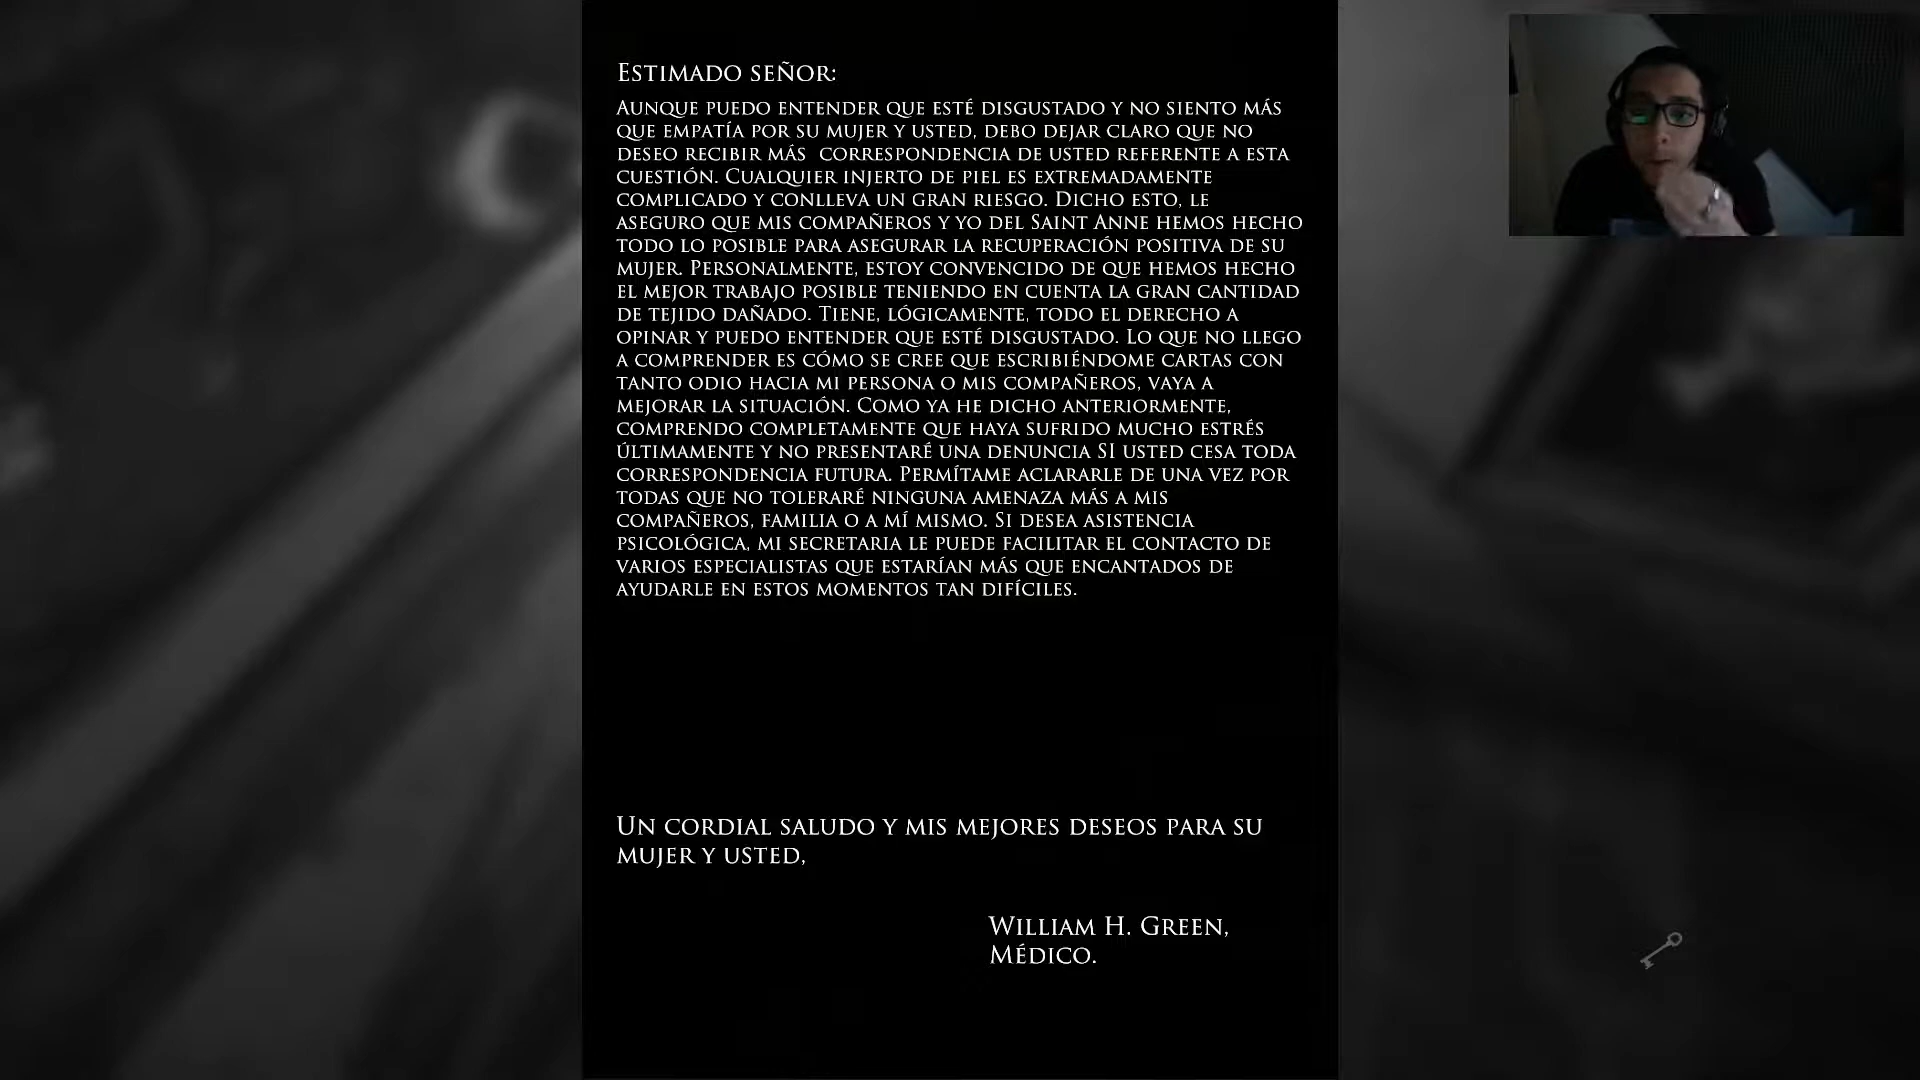 Estimado señor:
Aunque puedo entender que esté disgustado y no siento más
que empatía por su mujer y usted, debo dejar claro que no
deseo recibir más  correspondencia de usted referente a esta
cuestión. Cualquier injerto de piel es extremadamente
complicado y conlleva un gran riesgo. Dicho esto, le
aseguro que mis compañeros y yo del Saint Anne hemos hecho
todo lo posible para asegurar la recuperación positiva de su
mujer. Personalmente, estoy convencido de que hemos hecho
el mejor trabajo posible teniendo en cuenta la gran cantidad
de tejido dañado. Tiene, lógicamente, todo el derecho a
opinar y puedo entender que esté disgustado. Lo que no llego
a comprender es cómo se cree que escribiéndome cartas con
tanto odio hacia mi persona o mis compañeros, vaya a
mejorar la situación. Como ya he dicho anteriormente,
comprendo completamente que haya sufrido mucho estrés
últimamente y no presentaré una denuncia SI usted cesa toda
correspondencia futura. Permítame aclararle de una vez por
todas que no toleraré ninguna amenaza más a mis
compañeros, familia o a mí mismo. Si desea asistencia
psicológica, mi secretaria le puede facilitar el contacto de
varios especialistas que estarían más que encantados de
ayudarle en estos momentos tan difíciles.
Un cordial saludo y mis mejores deseos para su
mujer y usted,
William H. Green,
Médico.